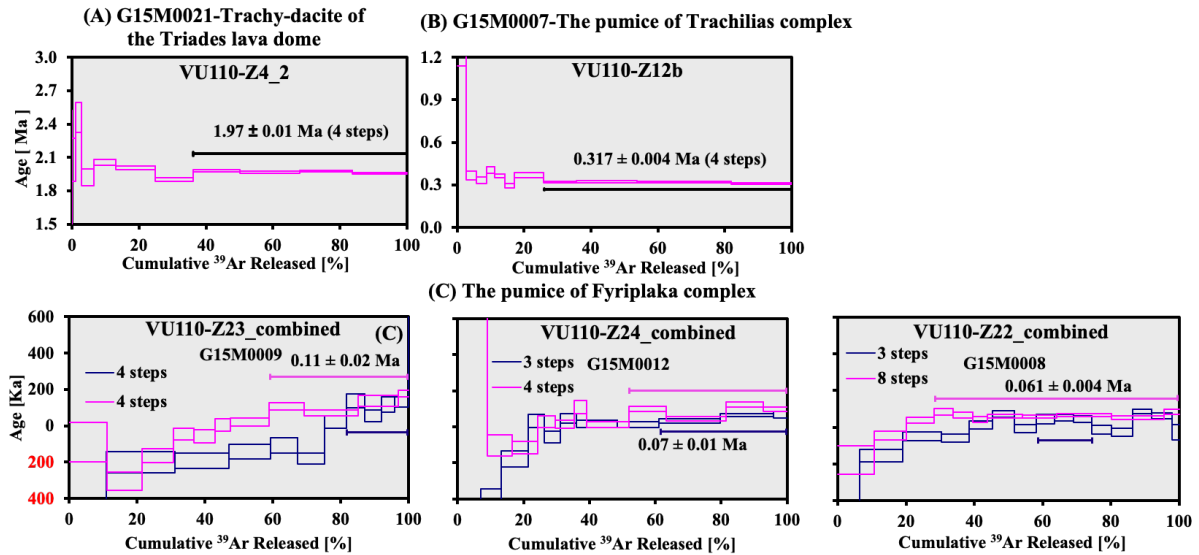 (A) G15M0021-Trachy-dacite of
the Triades lava dome
(B) G15M0007-The pumice of Trachilias complex
3.0
2.7
2.4
2.1
1.8
1.5
Age [ Ma]
VU110-Z4_2
1.97 ± 0.01 Ma (4 steps)
0 20 40 60 80 100
Cumulative ³⁹Ar Released [%]
1.2
0.9
0.6
0.3
0.0
VU110-Z12b
0.317 ± 0.004 Ma (4 steps)
0 20 40 60 80 100
Cumulative ³⁹Ar Released [%]
(C) The pumice of Fyriplaka complex
600
400
200
0
200
400
Age [Ka]
VU110-Z23_combined (C)
G15M0009
0.11 ± 0.02 Ma
4 steps
4 steps
0 20 40 60 80 100
Cumulative ³⁹Ar Released [%]
VU110-Z24_combined
3 steps
G15M0012
4 steps
0.07 ± 0.01 Ma
0 20 40 60 80 100
Cumulative ³⁹Ar Released [%]
VU110-Z22_combined
3 steps
G15M0008
8 steps
0.061 ± 0.004 Ma
0 20 40 60 80 100
Cumulative ³⁹Ar Released [%]